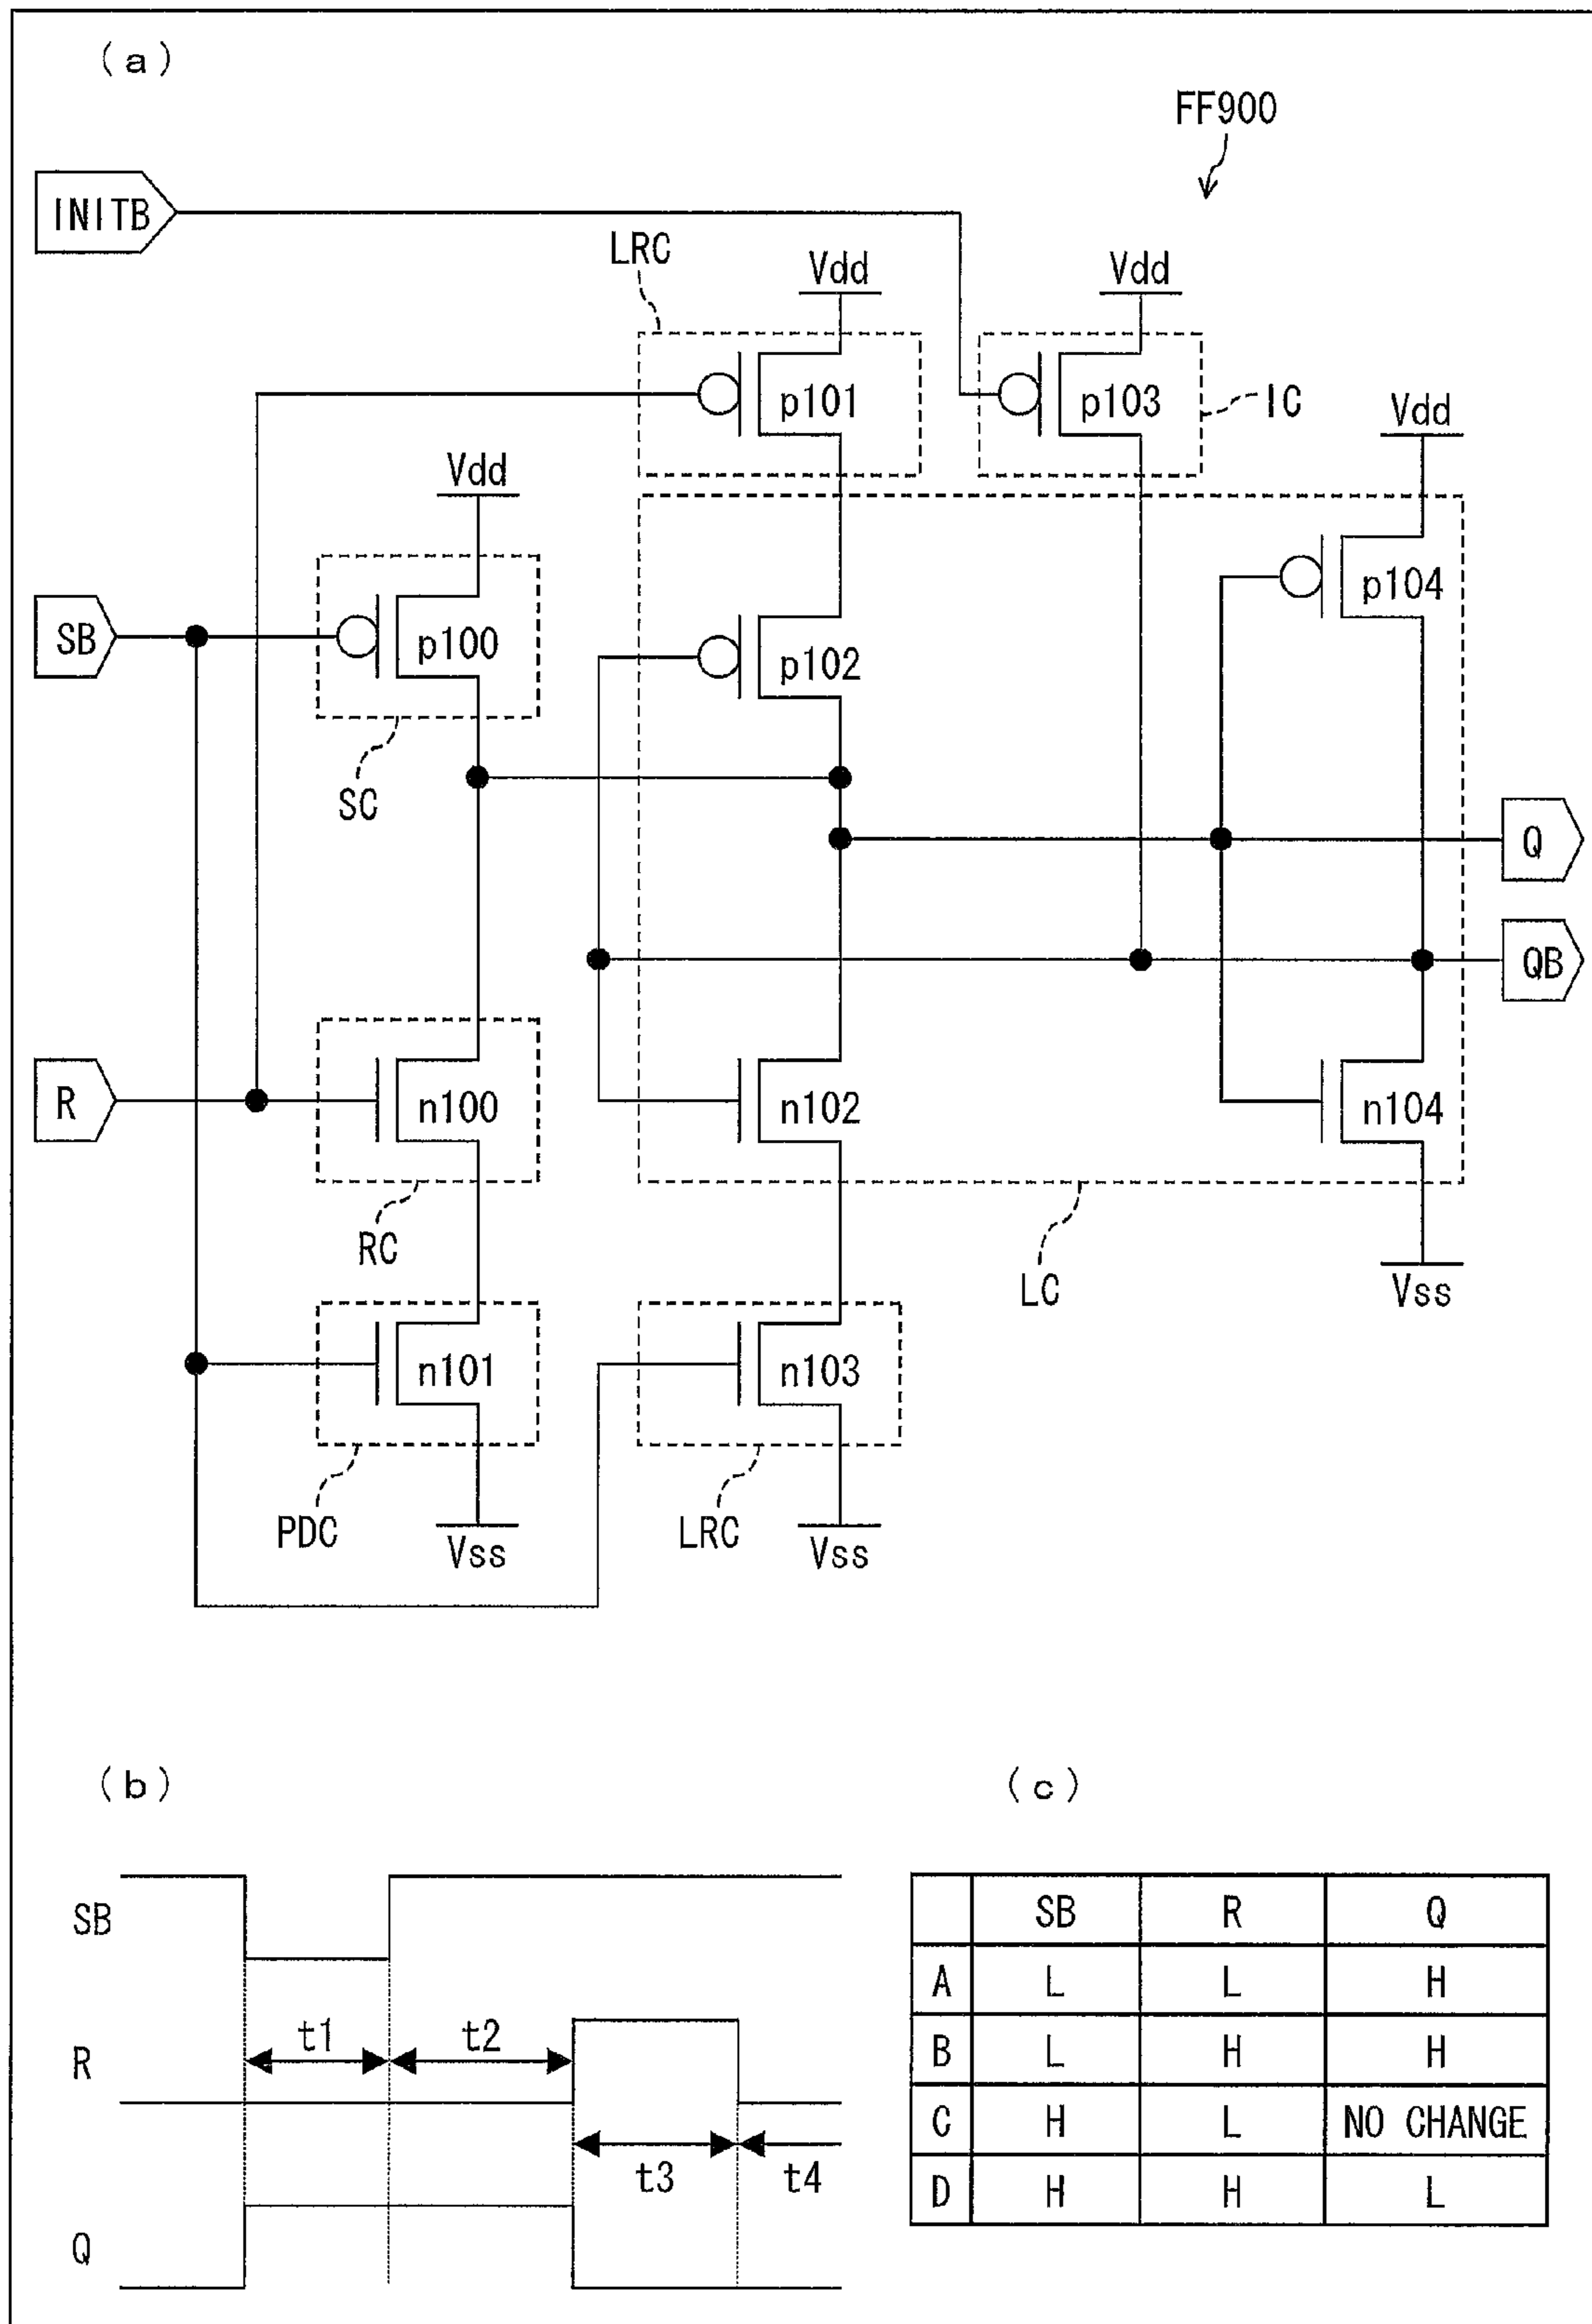 (a)
FF900
INITB
LRC
Vdd
Vdd
p101
p103
IC
Vdd
Vdd
SB
p100
p102
p104
SC
Q
QB
R
n100
n102
n104
RC
LC
Vss
n101
n103
PDC
Vss
LRC
Vss
(b)
SB
R
t1
t2
t3
t4
Q
(c)
SB R Q
A L L H
B L H H
C H L NO CHANGE
D H H L